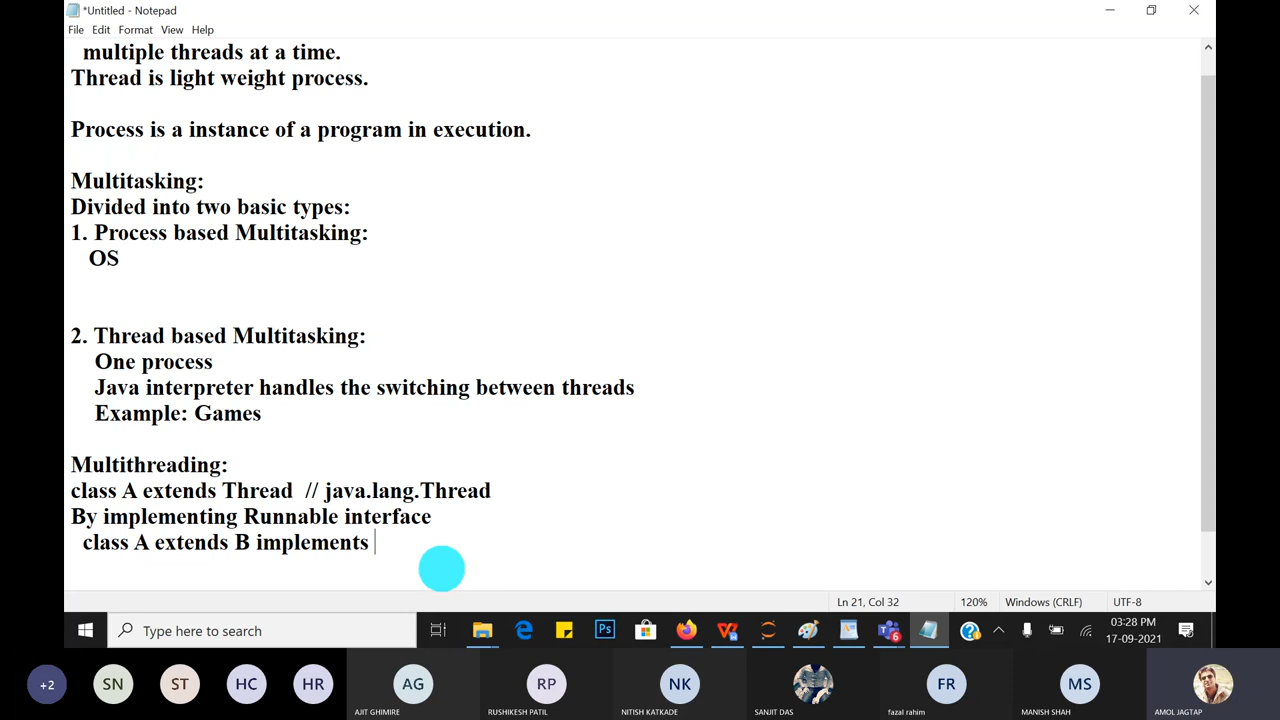 *Untitled - Notepad
File Edit Format View Help
multiple threads at a time.
Thread is light weight process.
Process is a instance of a program in execution.
Multitasking:
Divided into two basic types:
1. Process based Multitasking:
OS
2. Thread based Multitasking:
One process
Java interpreter handles the switching between threads
Example: Games
Multithreading:
class A extends Thread // java.lang.Thread
By implementing Runnable interface
class A extends B implements
Ln 21, Col 32 120% Windows (CRLF) UTF-8
Type here to search
Ps
6
03:28 PM
17-09-2021
+2 SN ST HC HR AG RP NK FR MS
AJIT GHIMIRE RUSHIKESH PATIL NITISH KATKADE SANJIT DAS fazal rahim MANISH SHAH AMOL JAGTAP